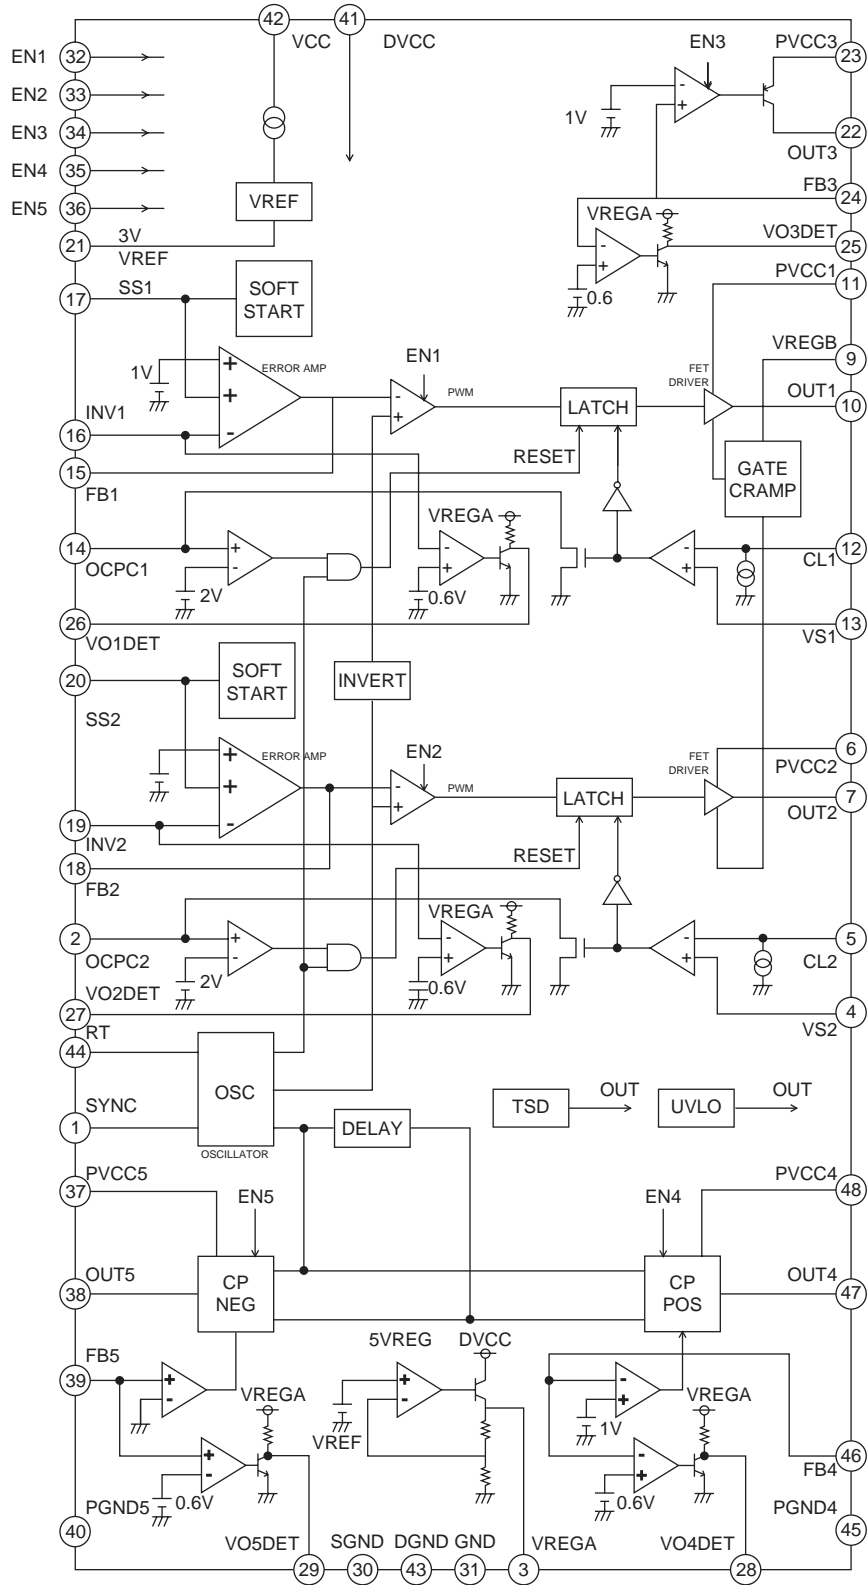 42 41
VCC DVCC
EN1 32
EN2 33
EN3 34
EN4 35
EN5 36
21 3V
VREF
VREF
EN3
PVCC3
23
1V
22
OUT3
FB3
24
VREGA
VO3DET
25
0.6
PVCC1
11
17 SS1
SOFT
START
VREGB
9
1V
ERROR AMP
EN1
PWM
FET
DRIVER
LATCH
OUT1
10
INV1
16
15
FB1
RESET
GATE
CRAMP
14
OCPC1
2V
VREGA
0.6V
12
CL1
26
VO1DET
13
VS1
20
SS2
SOFT
START
INVERT
ERROR AMP
EN2
PWM
FET
DRIVER
LATCH
6
PVCC2
7
OUT2
19
INV2
18
FB2
RESET
2
OCPC2
2V
VREGA
0.6V
5
CL2
VO2DET
27
4
VS2
RT
44
OSC
OSCILLATOR
SYNC
1
DELAY
TSD
OUT
UVLO
OUT
PVCC5
37
EN5
EN4
PVCC4
48
OUT5
38
CP
NEG
CP
POS
OUT4
47
FB5
39
5VREG
DVCC
VREF
1V
VREGA
VREGA
0.6V
0.6V
46
FB4
PGND5
40
PGND4
45
VO5DET
SGND
DGND
GND
VREGA
VO4DET
29
30
43
31
3
28